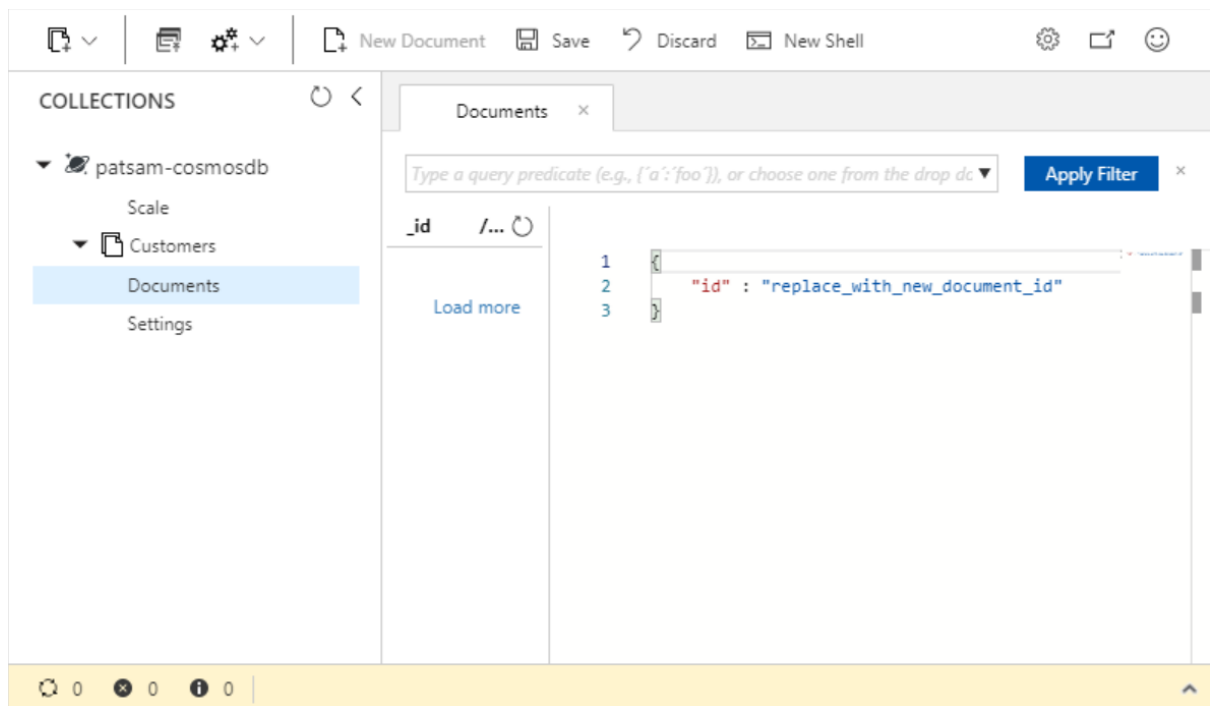 New Document Save Discard New Shell
COLLECTIONS
Documents
patsam-cosmosdb
Scale
Customers
Documents
Settings
Type a query predicate (e.g., {´a´:´foo´}), or choose one from the drop do
Apply Filter
_id /...
Load more
1 {
2 "id" : "replace_with_new_document_id"
3 }
0 0 0